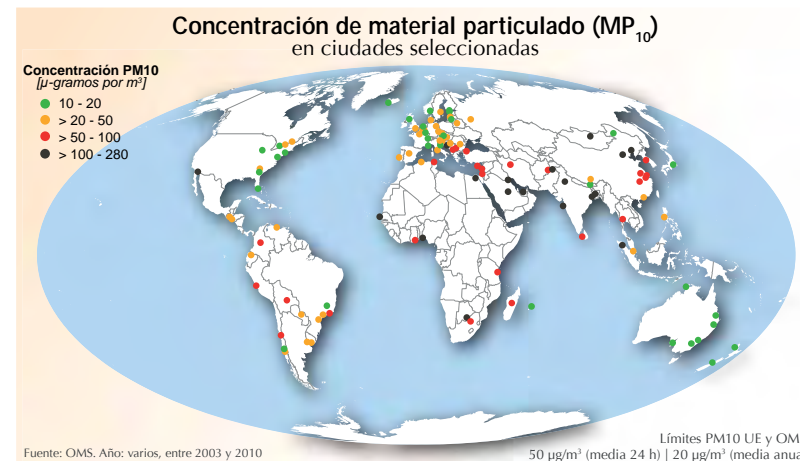 Concentración de material particulado (MP₁₀)
en ciudades seleccionadas
Concentración PM10
[µ-gramos por m³]
10 - 20
> 20 - 50
> 50 - 100
> 100 - 280
Límites PM10 UE y OM
Fuente: OMS. Año: varios, entre 2003 y 2010
50 µg/m³ (media 24 h) | 20 µg/m³ (media anua